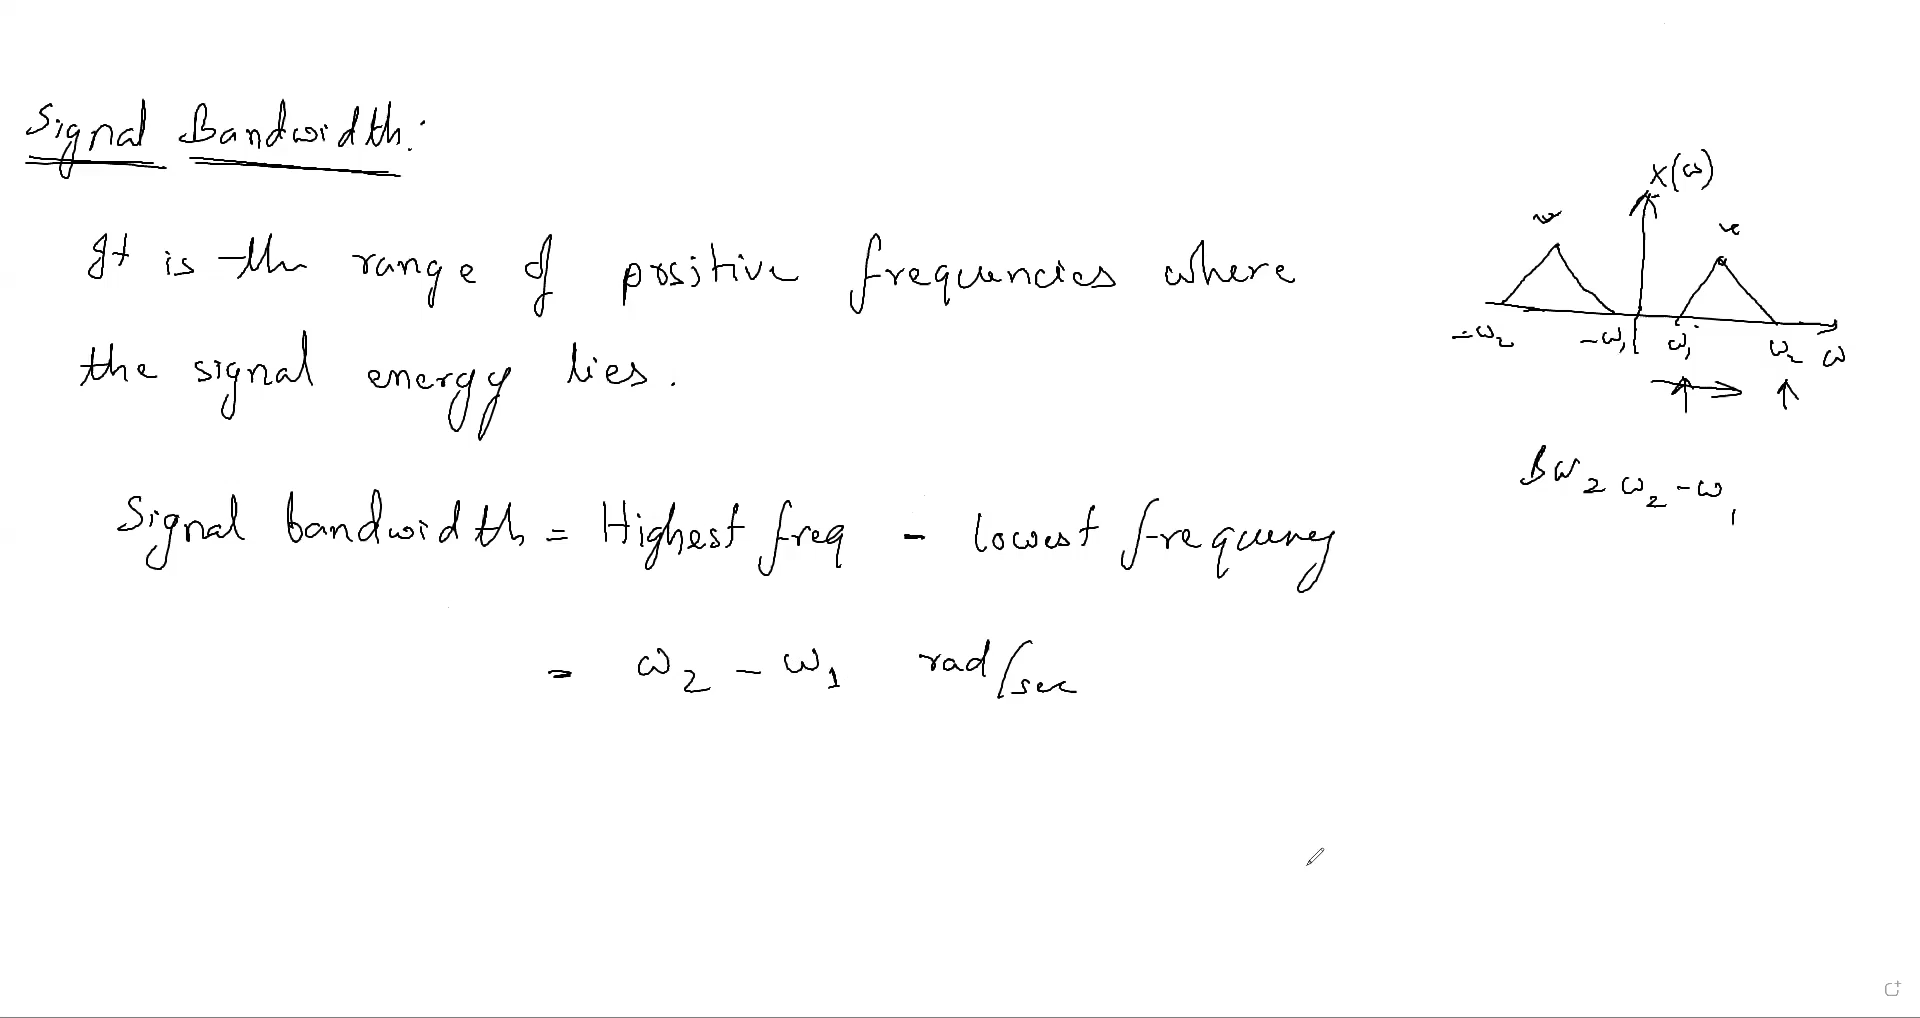 Signal Bandwidth:
It is the range of positive frequencies where
the signal energy lies.
Signal bandwidth = Highest freq - lowest frequency
= ω₂ - ω₁ rad/sec
X(ω)
-ω₂ -ω₁ ω₁ ω₂ ω
BW = ω₂ - ω₁